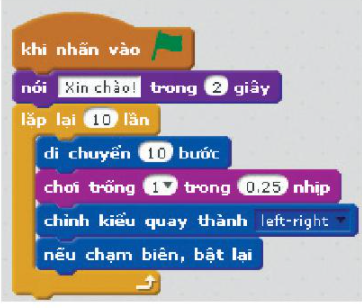 khi nhấn vào
nói Xin chào! trong 2 giây
lặp lại 10 lần
di chuyển 10 bước
chơi trống 1 trong 0.25 nhịp
chỉnh kiểu quay thành left-right
nếu chạm biên, bật lại